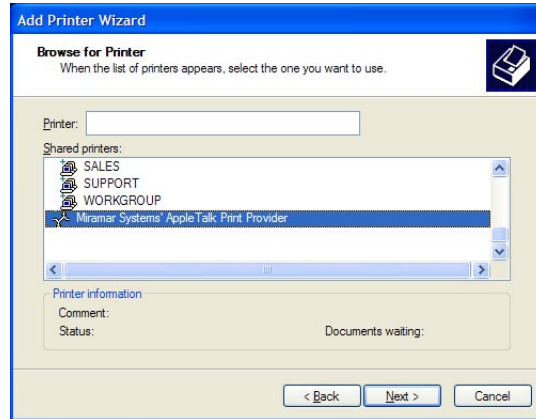 Add Printer Wizard
Browse for Printer
When the list of printers appears, select the one you want to use.
Printer:
Shared printers:
SALES
SUPPORT
WORKGROUP
Miramar Systems' AppleTalk Print Provider
Printer information
Comment:
Status: Documents waiting:
< Back Next > Cancel